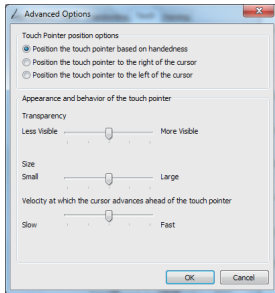 Advanced Options
Touch Pointer position options
Position the touch pointer based on handedness
Position the touch pointer to the right of the cursor
Position the touch pointer to the left of the cursor
Appearance and behavior of the touch pointer
Transparency
Less Visible More Visible
Size
Small Large
Velocity at which the cursor advances ahead of the touch pointer
Slow Fast
OK Cancel